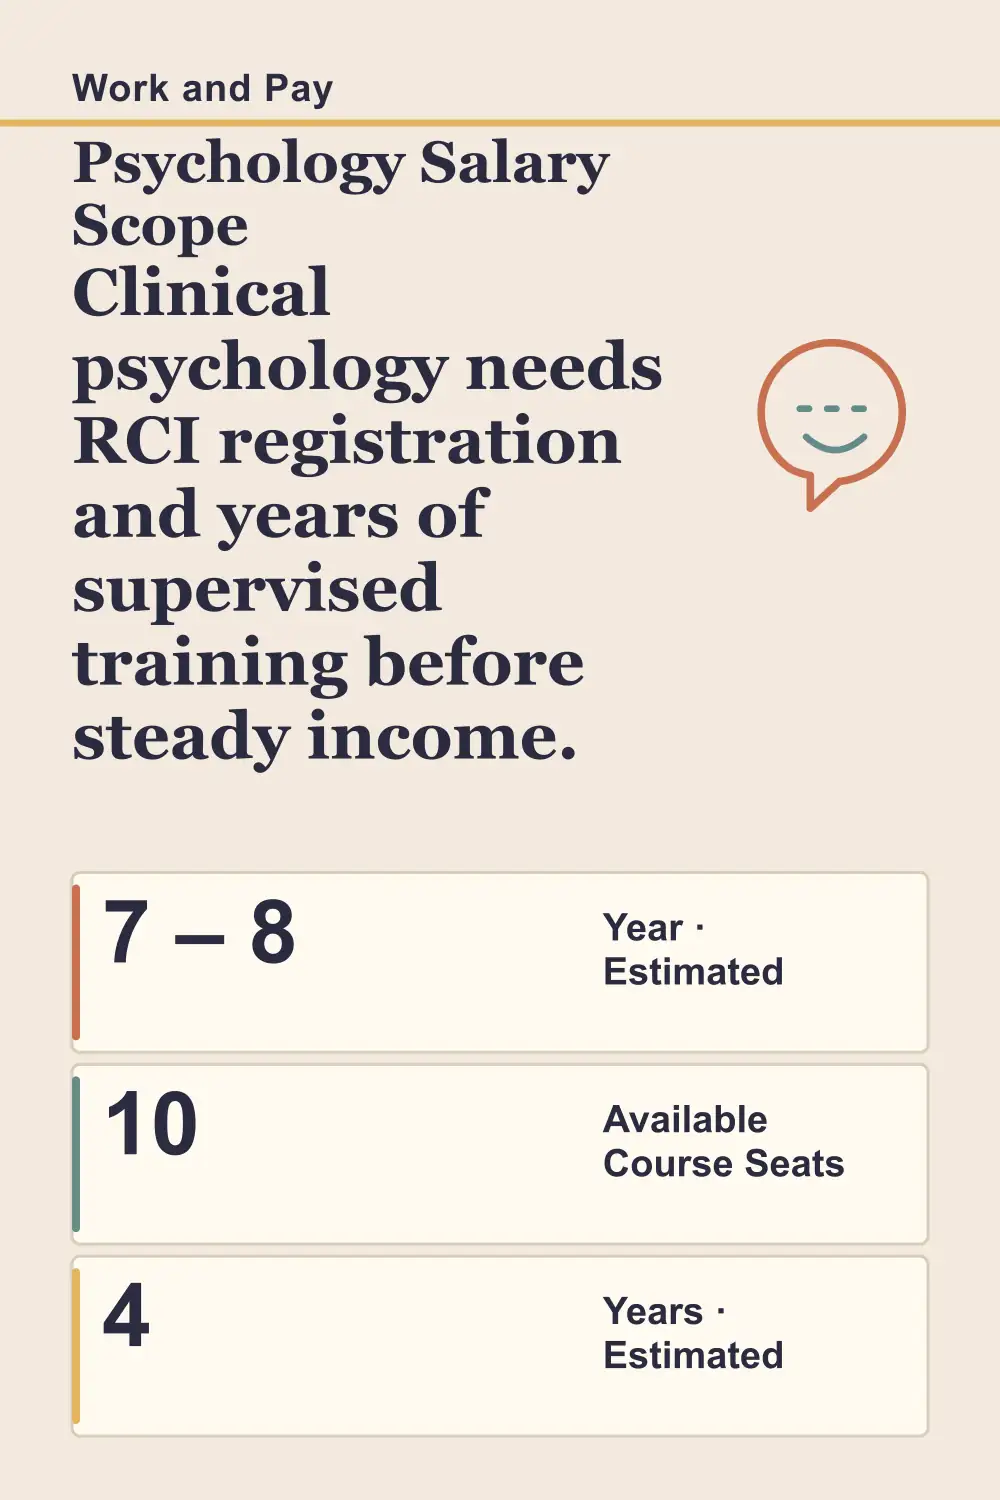 Work and Pay
Psychology Salary
Scope
Clinical
psychology needs
RCI registration
and years of
supervised
training before
steady income.
7 – 8
Year ·
Estimated
10
Available
Course Seats
4
Years ·
Estimated